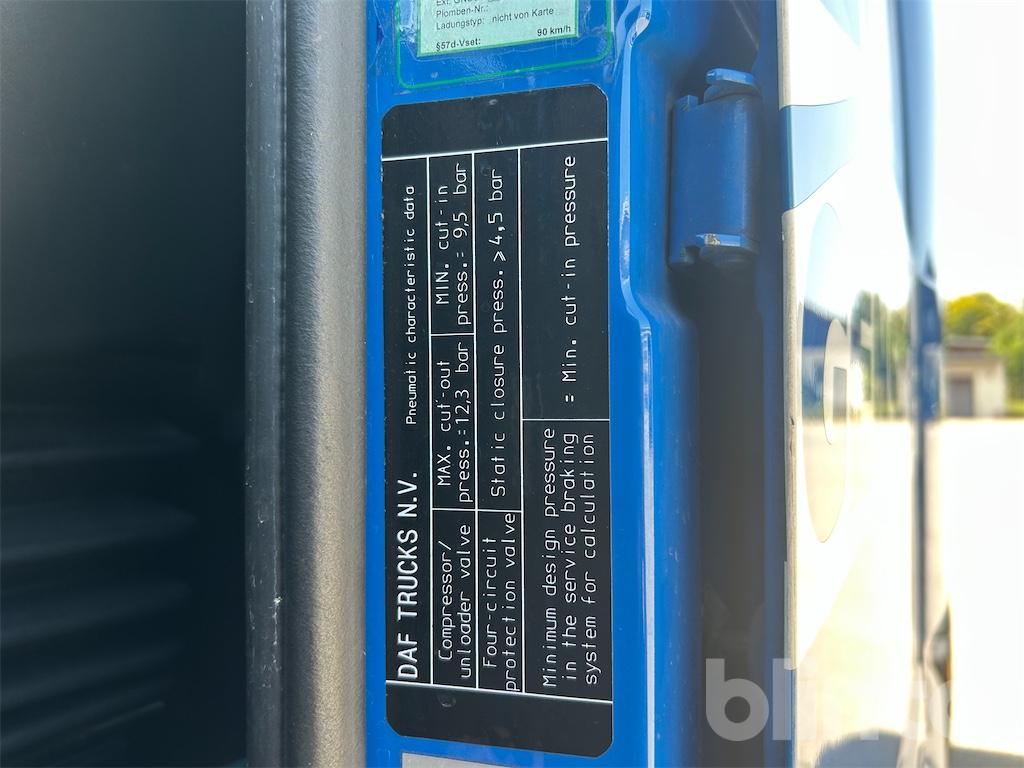 Plomben-Nr.:
Ladungstyp: nicht von Karte
§57d-Vset: 90 km/h
DAF TRUCKS N.V. Pneumatic characteristic data
Compressor/
unloader valve
MAX. cut-out
press.=12,3 bar
MIN. cut-in
press.= 9,5 bar
Four-circuit
protection valve
Static closure press. > 4,5 bar
Minimum design pressure
in the service braking
system for calculation
= Min. cut-in pressure